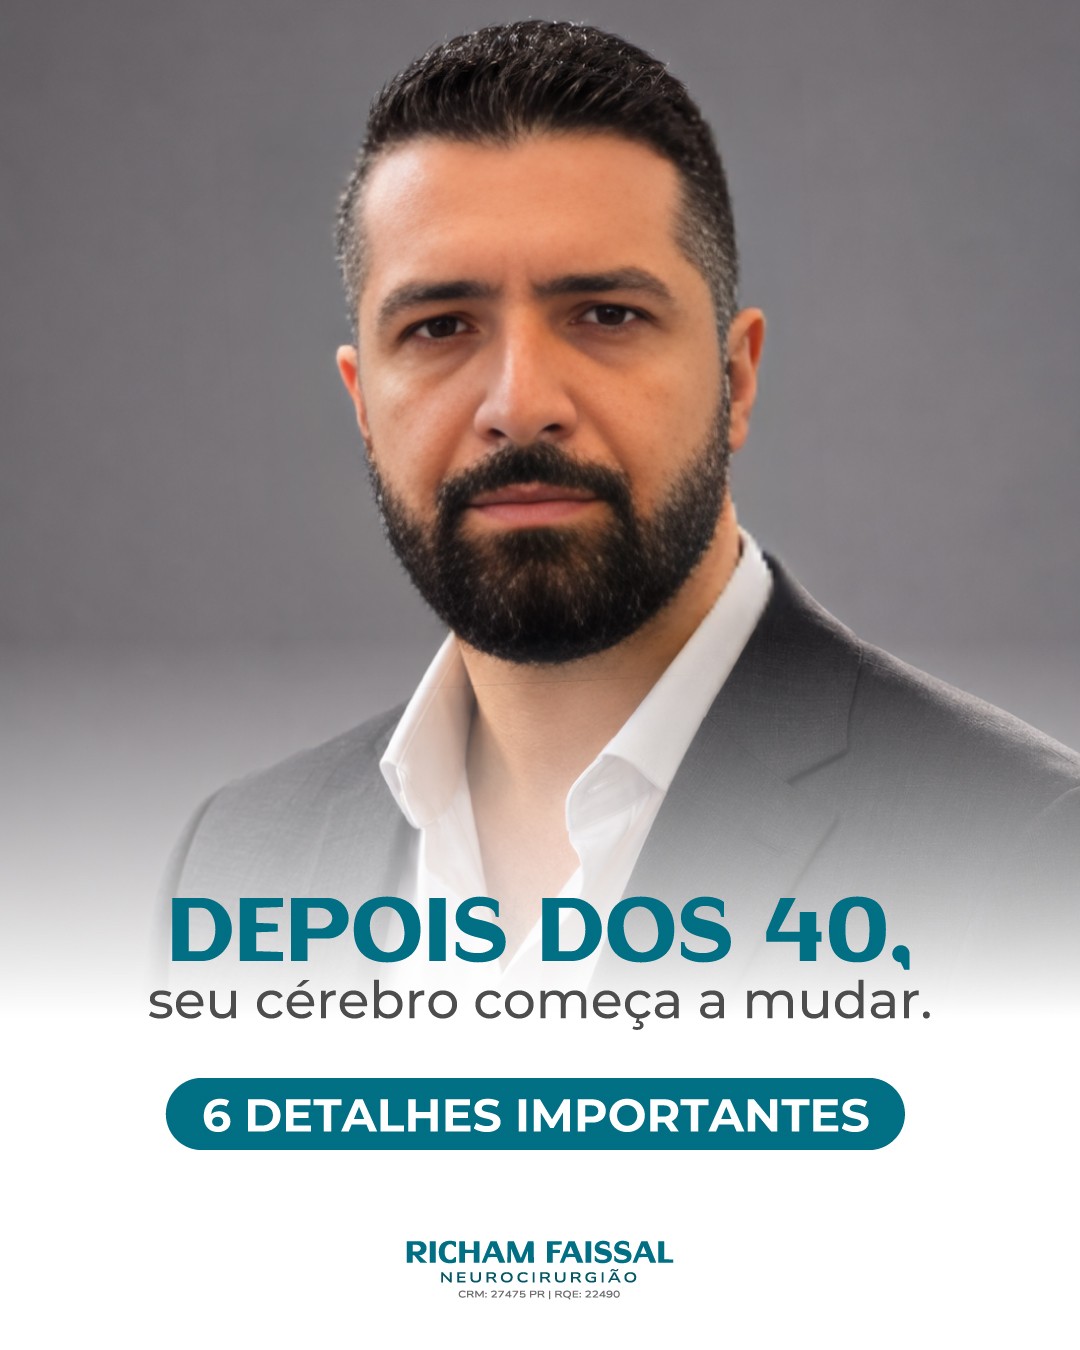 DEPOIS DOS 40,
seu cérebro começa a mudar.
6 DETALHES IMPORTANTES
RICHAM FAISSAL
NEUROCIRURGIÃO
CRM: 27475 PR | RQE: 22490